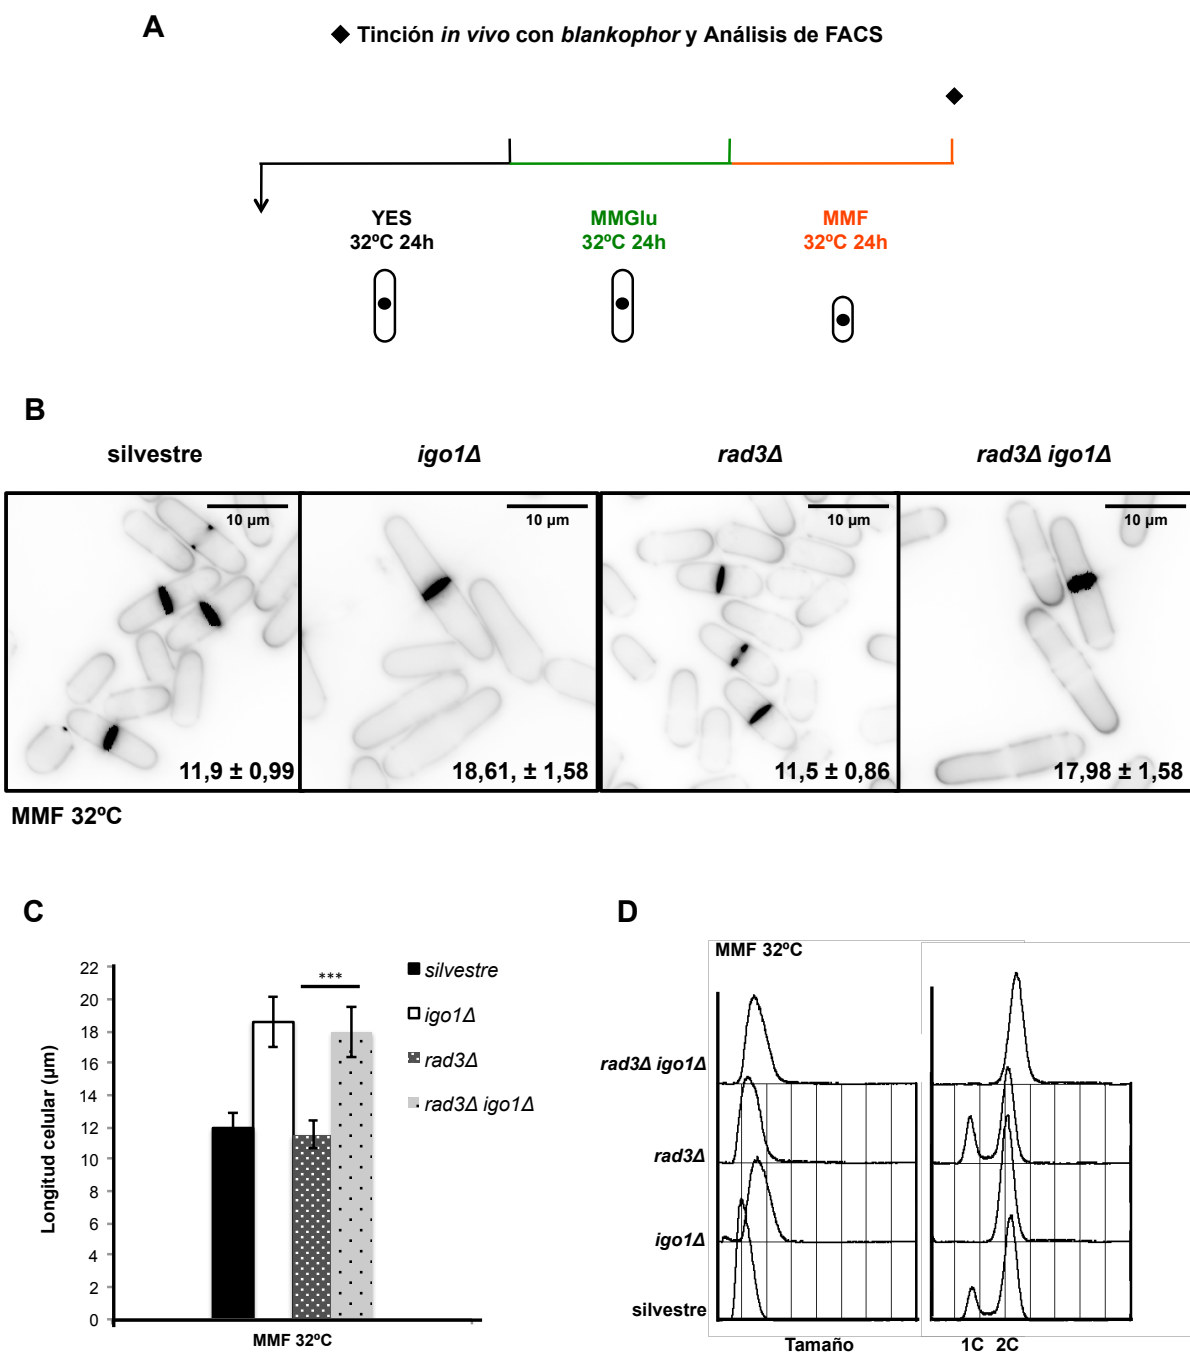 A
◆ Tinción in vivo con blankophor y Análisis de FACS
YES
32ºC 24h
MMGlu
32ºC 24h
MMF
32ºC 24h
B
silvestre
igo1Δ
rad3Δ
rad3Δ igo1Δ
10 µm
10 µm
10 µm
10 µm
11,9 ± 0,99
18,61, ± 1,58
11,5 ± 0,86
17,98 ± 1,58
MMF 32ºC
C
Longitud celular (µm)
22
20
18
16
14
12
10
8
6
4
2
0
***
silvestre
igo1Δ
rad3Δ
rad3Δ igo1Δ
MMF 32ºC
D
MMF 32ºC
rad3Δ igo1Δ
rad3Δ
igo1Δ
silvestre
Tamaño
1C 2C